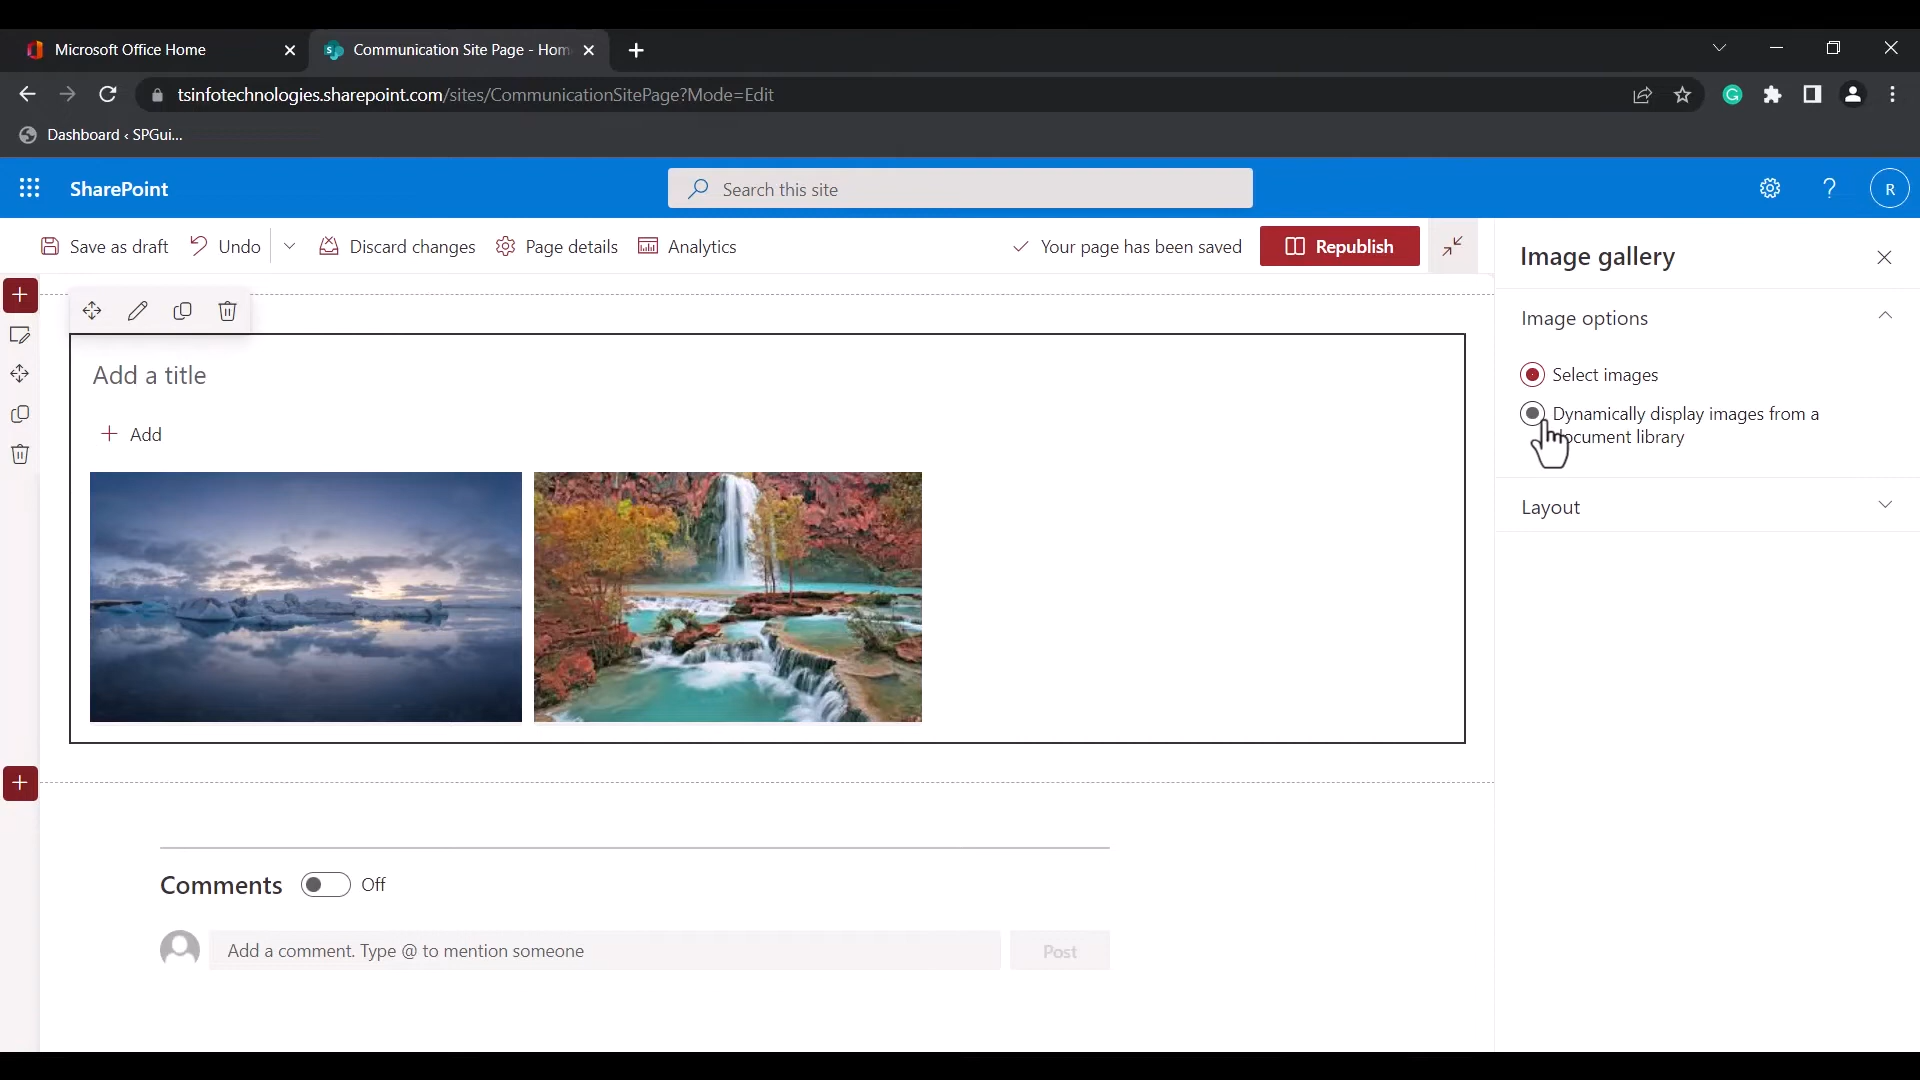 Microsoft Office Home
Communication Site Page - Hom
tsinfotechnologies.sharepoint.com/sites/CommunicationSitePage?Mode=Edit
Dashboard ‹ SPGui...
SharePoint
Search this site
R
Save as draft
Undo
Discard changes
Page details
Analytics
Your page has been saved
Republish
Image gallery
Image options
Select images
Dynamically display images from a
document library
Layout
Add a title
Add
Comments
Off
Add a comment. Type @ to mention someone
Post